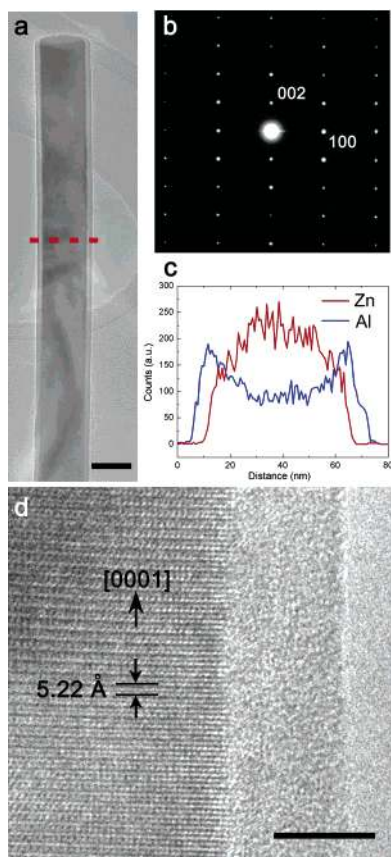 a
b
002
100
c
Zn
Al
300
250
200
150
100
50
0
Counts (a.u.)
0 20 40 60 80
Distance (nm)
d
[0001]
5.22 Å